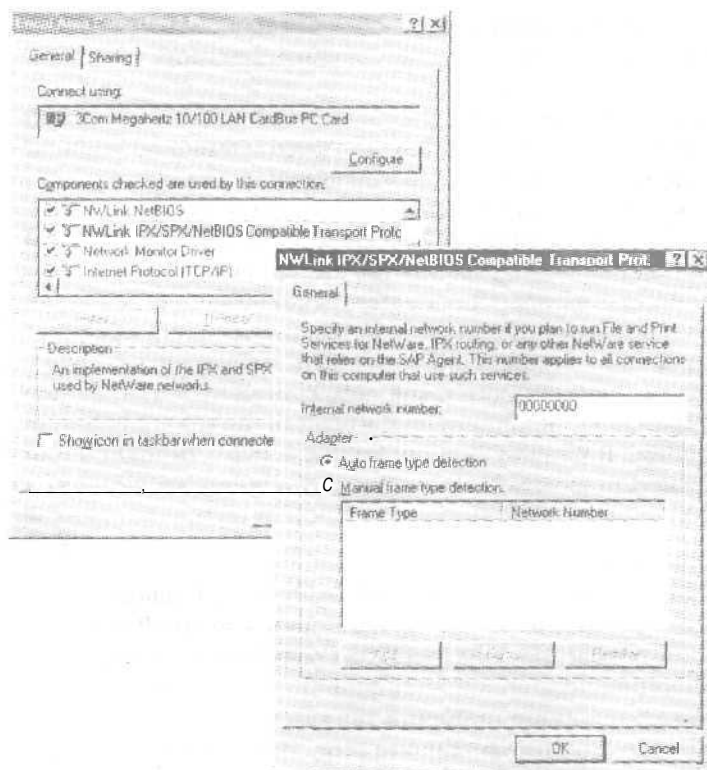 General Sharing
Connect using:
3Com Megahertz 10/100 LAN CardBus PC Card
Configure
Components checked are used by this connection:
NWLink NetBIOS
NWLink IPX/SPX/NetBIOS Compatible Transport Proto
Network Monitor Driver
Internet Protocol (TCP/IP)
Description
An implementation of the IPX and SPX
used by NetWare networks.
Show icon in taskbar when connecte
NWLink IPX/SPX/NetBIOS Compatible Transport Prot.
General
Specify an internal network number if you plan to run File and Print
Services for NetWare, IPX routing, or any other NetWare service
that relies on the SAP Agent. This number applies to all connections
on this computer that use such services.
Internal network number: 00000000
Adapter
Auto frame type detection
C Manual frame type detection.
Frame Type Network Number
OK Cancel